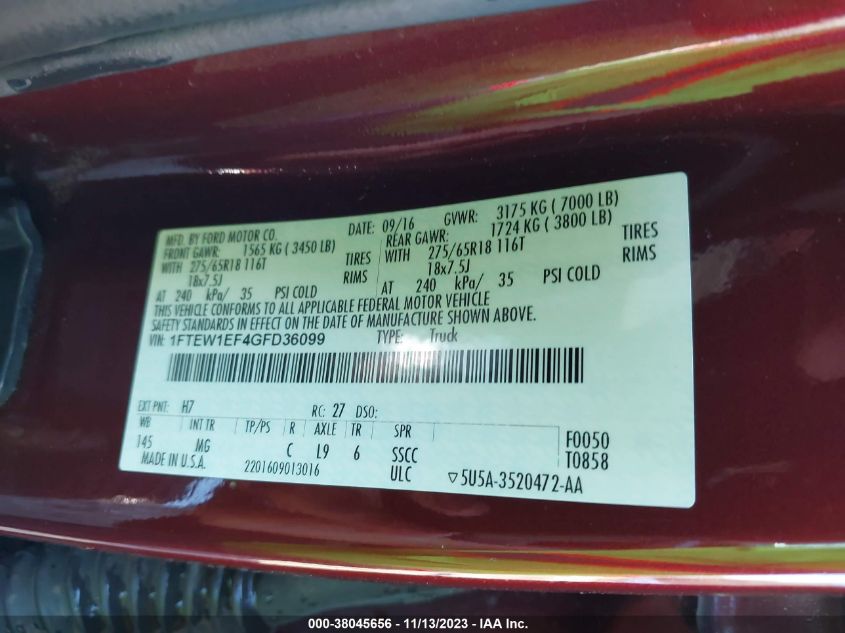 MFD. BY FORD MOTOR CO. DATE: 09/16 GVWR: 3175 KG ( 7000 LB)
FRONT GAWR: 1565 KG ( 3450 LB) REAR GAWR: 1724 KG ( 3800 LB)
WITH 275/65R18 116T TIRES WITH 275/65R18 116T TIRES
18x7.5J RIMS 18x7.5J RIMS
AT 240 kPa/ 35 PSI COLD AT 240 kPa/ 35 PSI COLD
THIS VEHICLE CONFORMS TO ALL APPLICABLE FEDERAL MOTOR VEHICLE
SAFETY STANDARDS IN EFFECT ON THE DATE OF MANUFACTURE SHOWN ABOVE.
VIN: 1FTEW1EF4GFD36099 TYPE: Truck
EXT PNT: H7 RC: 27 DSO:
WB INT TR TP/PS R AXLE TR SPR
145 MG C L9 6 SSCC F0050
ULC T0858
MADE IN U.S.A. 2201609013016 ▽5U5A-3520472-AA
000-38045656 - 11/13/2023 - IAA Inc.